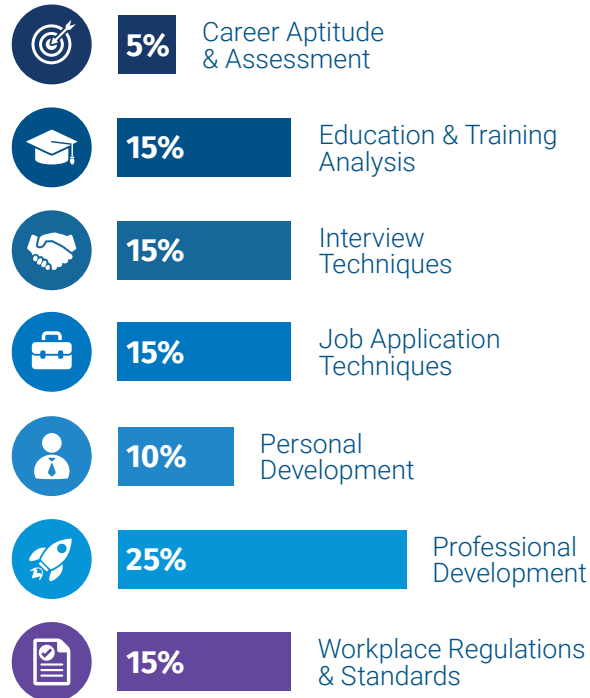 5%
Career Aptitude
& Assessment
15%
Education & Training
Analysis
15%
Interview
Techniques
15%
Job Application
Techniques
10%
Personal
Development
25%
Professional
Development
15%
Workplace Regulations
& Standards